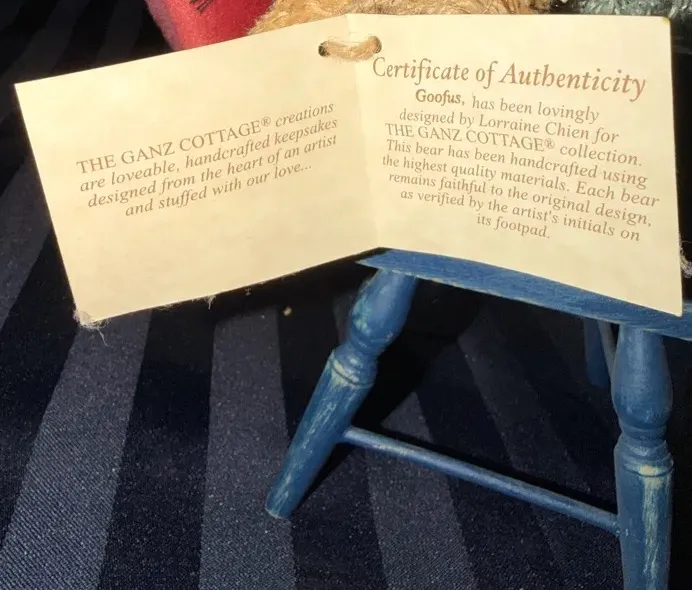 THE GANZ COTTAGE® creations
are loveable, handcrafted keepsakes
designed from the heart of an artist
and stuffed with our love...
Certificate of Authenticity
Goofus, has been lovingly
designed by Lorraine Chien for
THE GANZ COTTAGE® collection.
This bear has been handcrafted using
the highest quality materials. Each bear
remains faithful to the original design,
as verified by the artist's initials on
its footpad.